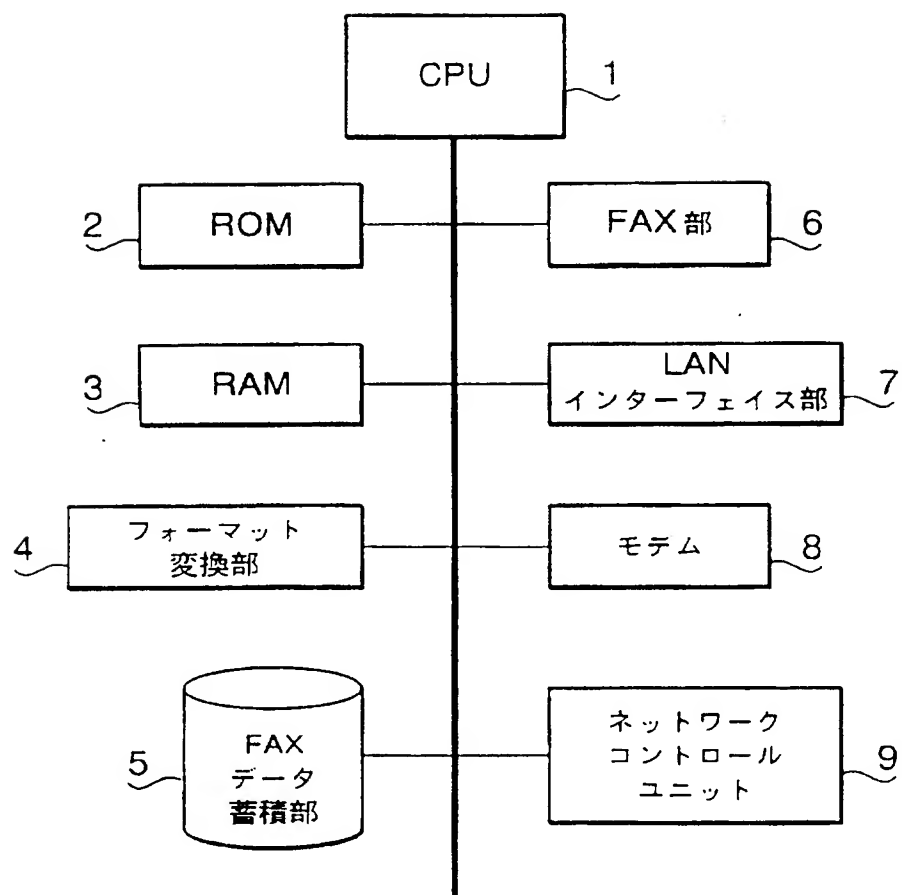 CPU
1
2
ROM
FAX部
6
3
RAM
LAN
インターフェイス部
7
4
フォーマット
変換部
モデム
8
5
FAX
データ
蓄積部
ネットワーク
コントロール
ユニット
9